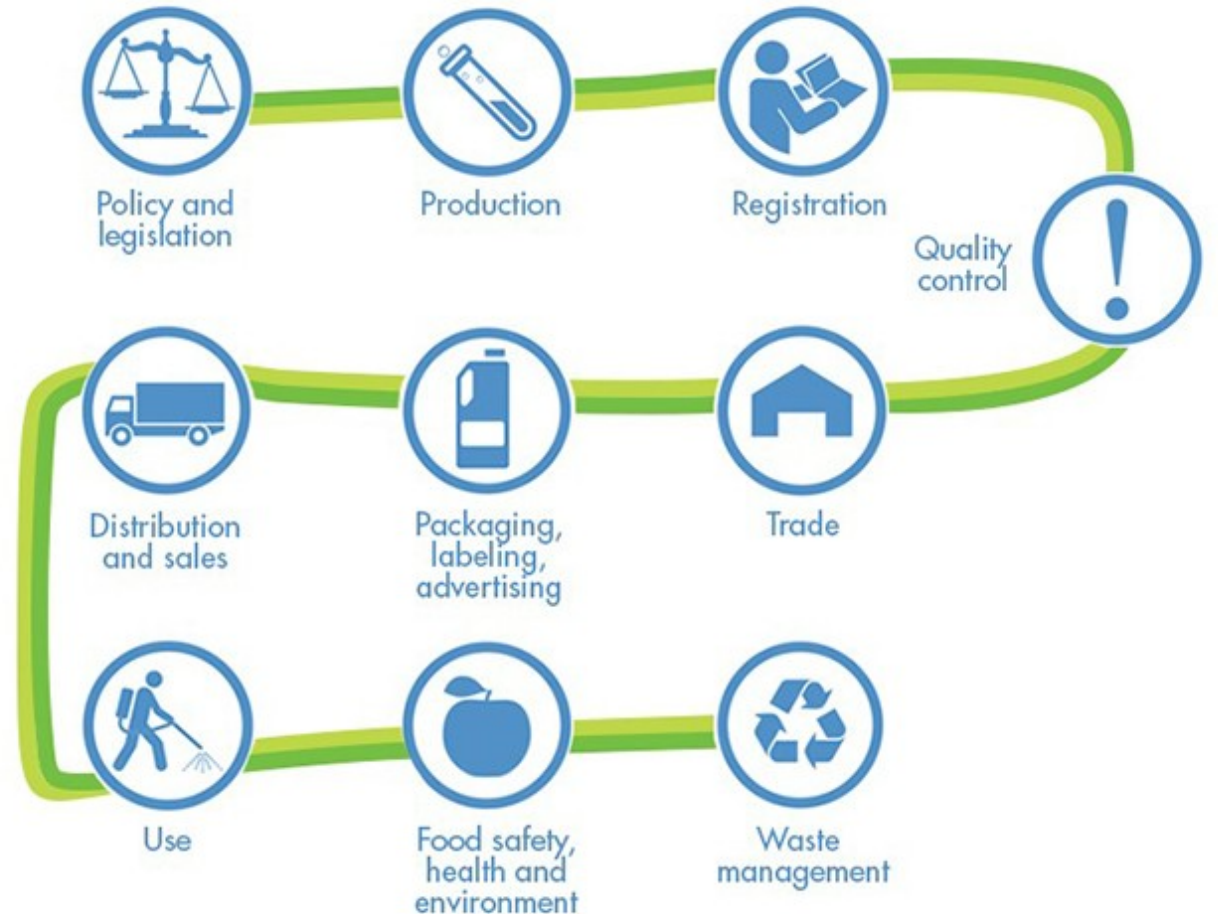 Policy and
legislation
Production
Registration
Quality
control
Distribution
and sales
Packaging,
labeling,
advertising
Trade
Use
Food safety,
health and
environment
Waste
management